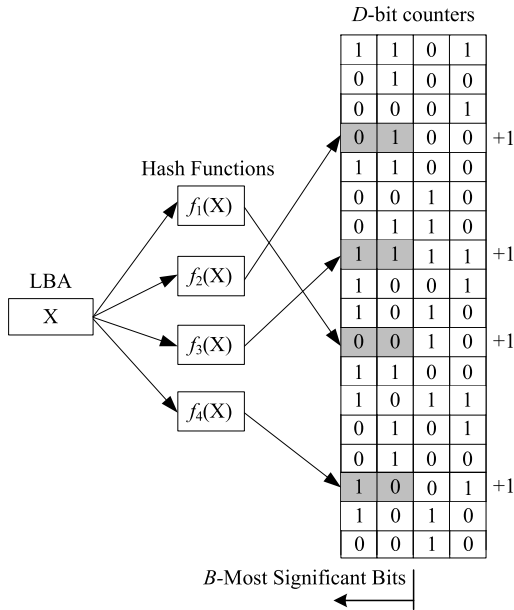 D-bit counters
1 1 0 1
0 1 0 0
0 0 0 1
0 1 0 0 +1
1 1 0 0
Hash Functions
f1(X)
0 0 1 0
0 1 1 0
1 1 1 1 +1
f2(X)
1 0 0 1
LBA
X
1 0 1 0
f3(X)
0 0 1 0 +1
1 1 0 0
f4(X)
1 0 1 1
0 1 0 1
0 1 0 0
1 0 0 1 +1
1 0 1 0
0 0 1 0
B-Most Significant Bits